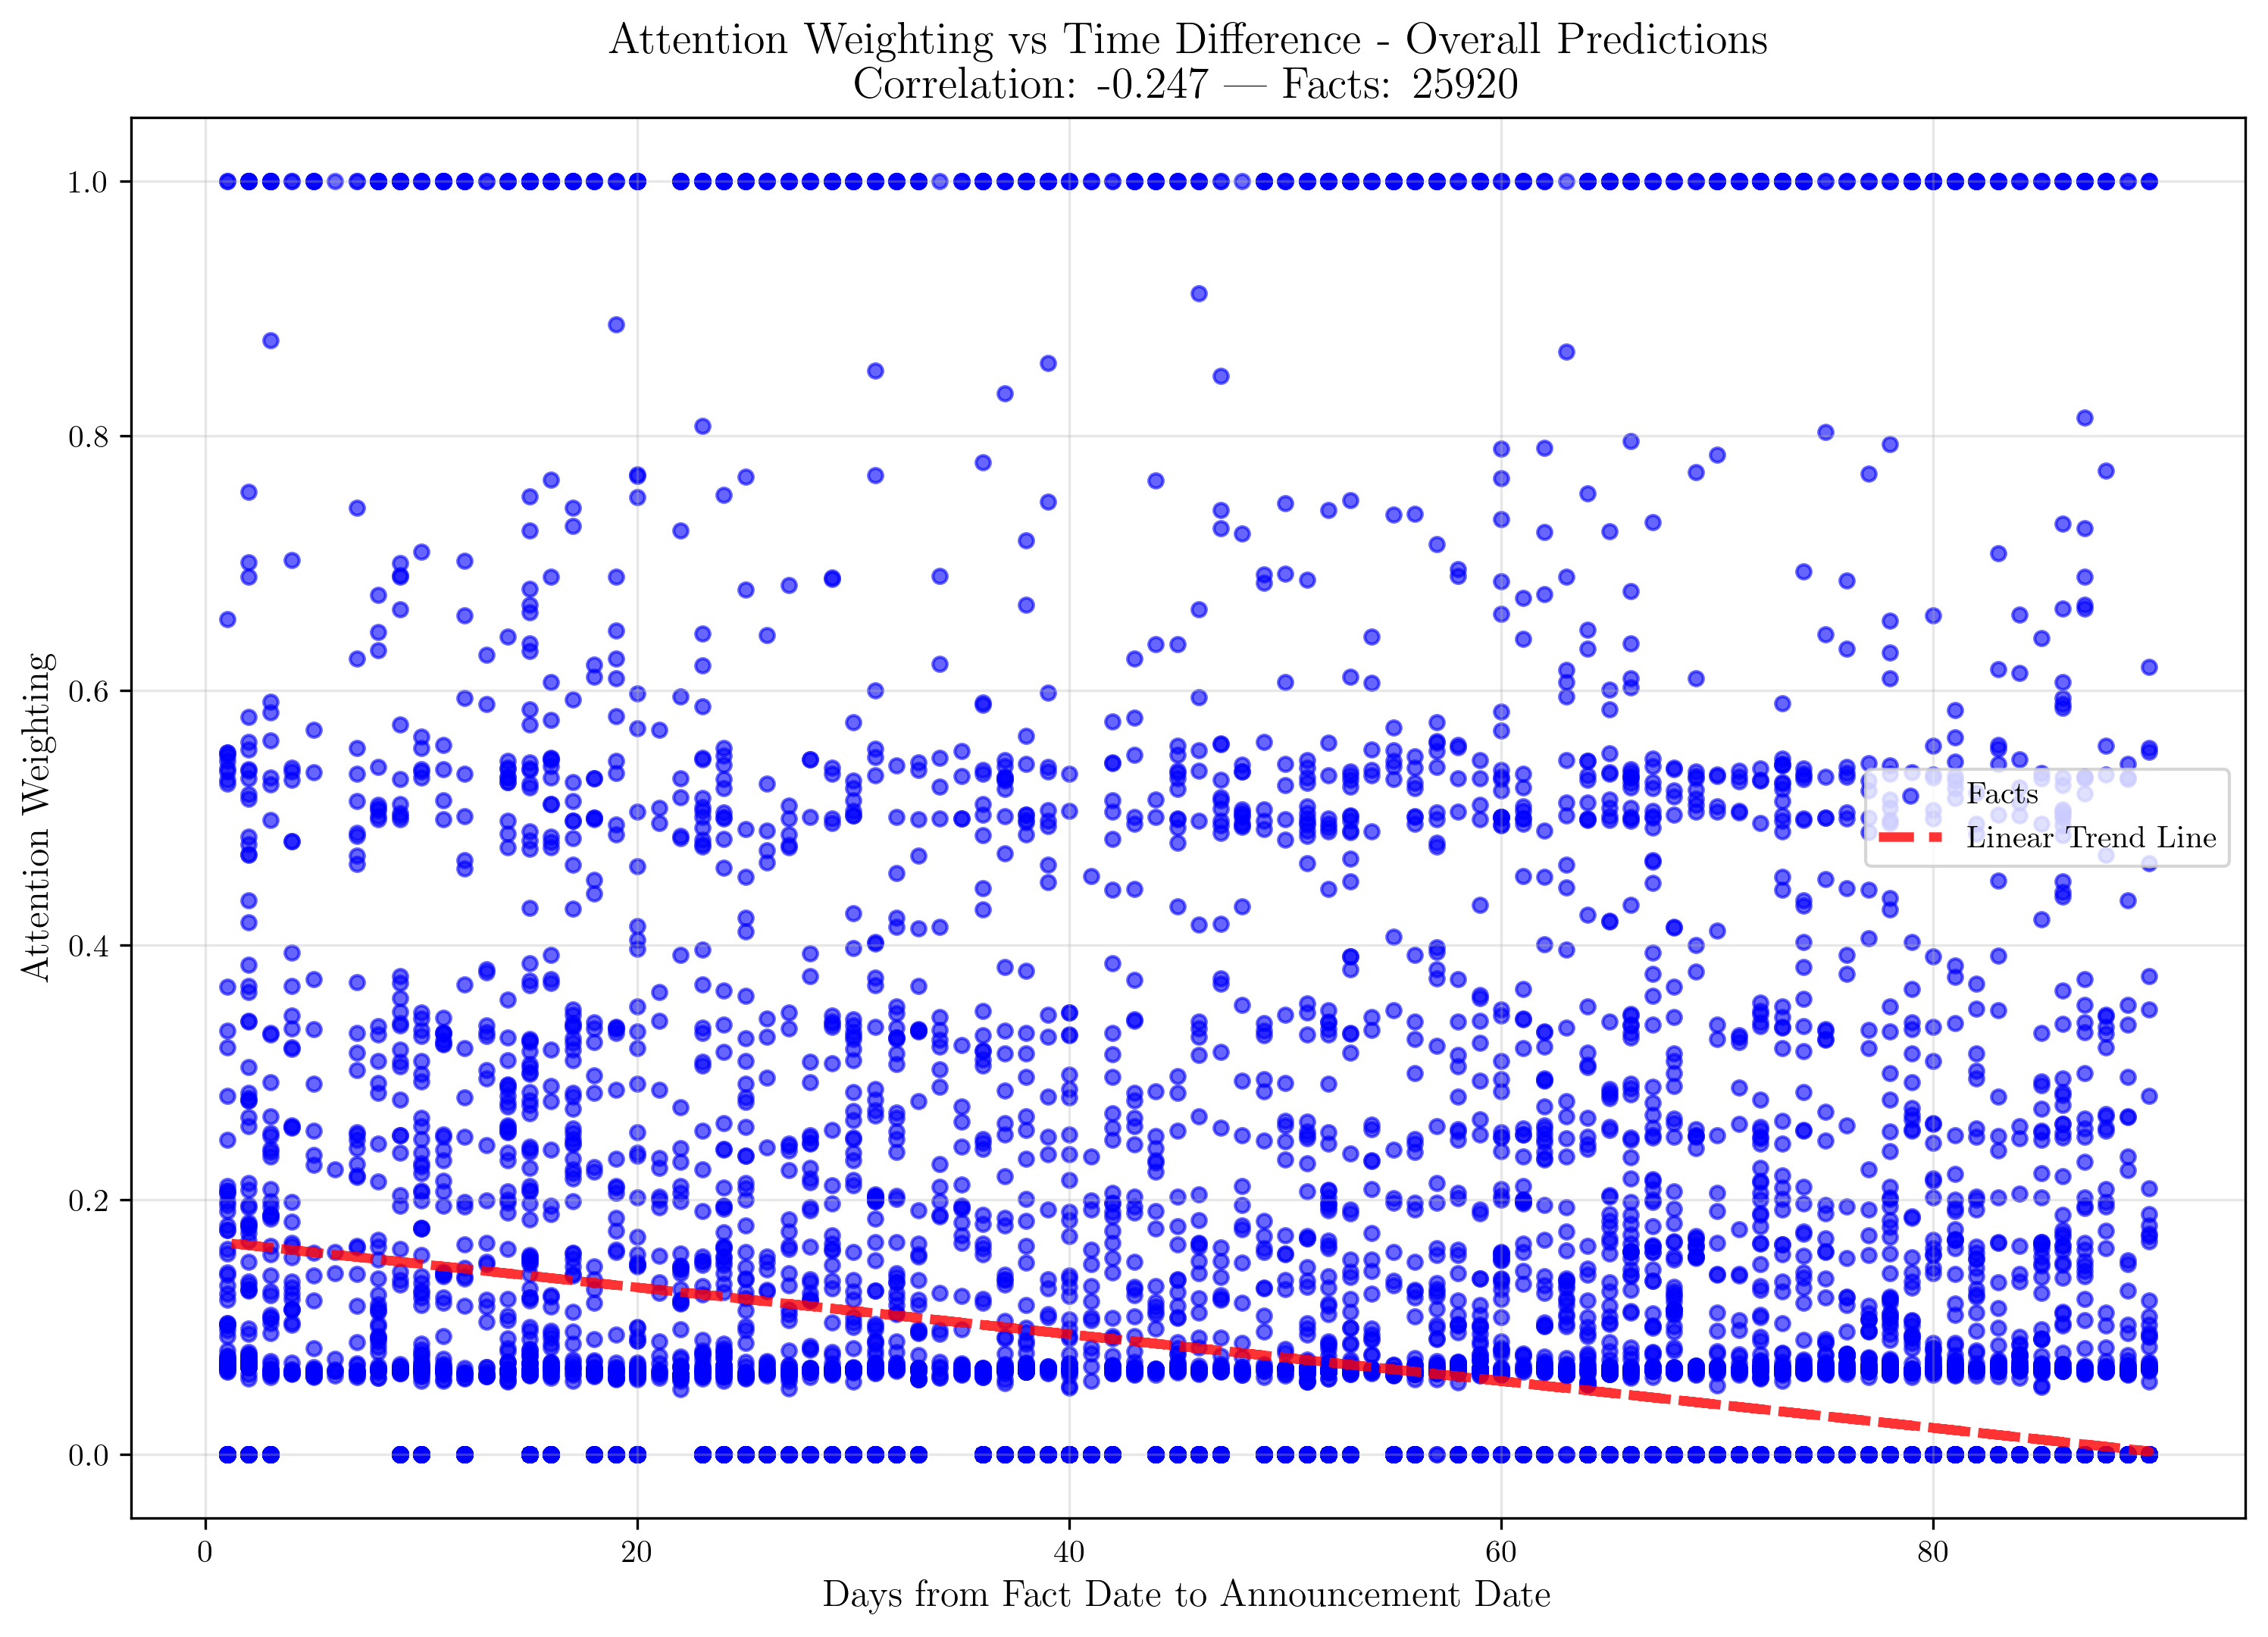 Attention Weighting vs Time Difference - Overall Predictions
Correlation: -0.247 — Facts: 25920
Attention Weighting
1.0
0.8
0.6
0.4
0.2
0.0
Facts
Linear Trend Line
0
20
40
60
80
Days from Fact Date to Announcement Date